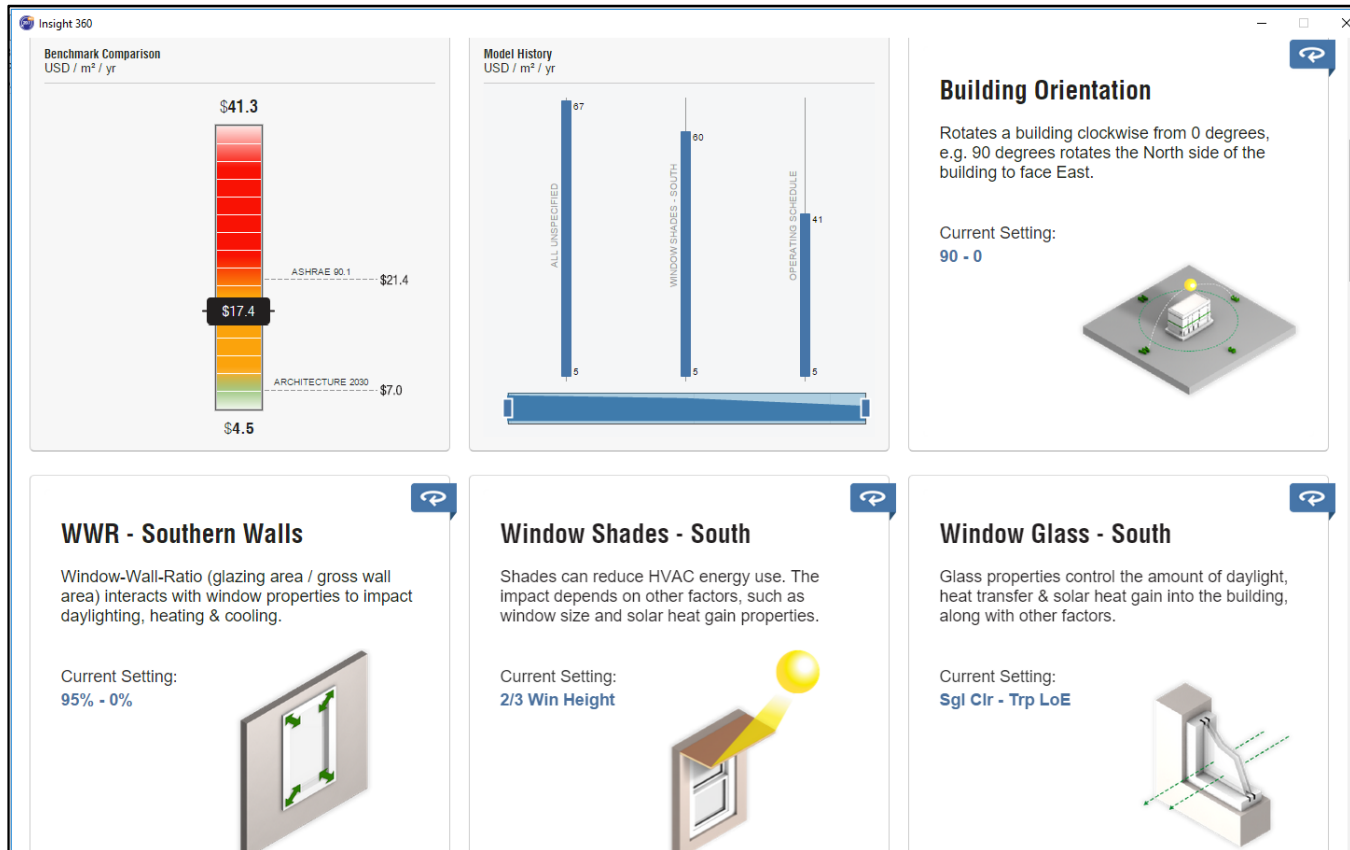 Insight 360
Benchmark Comparison
USD / m² / yr
$41.3
ASHRAE 90.1
$21.4
$17.4
ARCHITECTURE 2030
$7.0
$4.5
Model History
USD / m² / yr
67
ALL UNSPECIFIED
5
60
WINDOW SHADES - SOUTH
5
41
OPERATING SCHEDULE
5
Building Orientation
Rotates a building clockwise from 0 degrees,
e.g. 90 degrees rotates the North side of the
building to face East.
Current Setting:
90 - 0
WWR - Southern Walls
Window-Wall-Ratio (glazing area / gross wall
area) interacts with window properties to impact
daylighting, heating & cooling.
Current Setting:
95% - 0%
Window Shades - South
Shades can reduce HVAC energy use. The
impact depends on other factors, such as
window size and solar heat gain properties.
Current Setting:
2/3 Win Height
Window Glass - South
Glass properties control the amount of daylight,
heat transfer & solar heat gain into the building,
along with other factors.
Current Setting:
Sgl Clr - Trp LoE